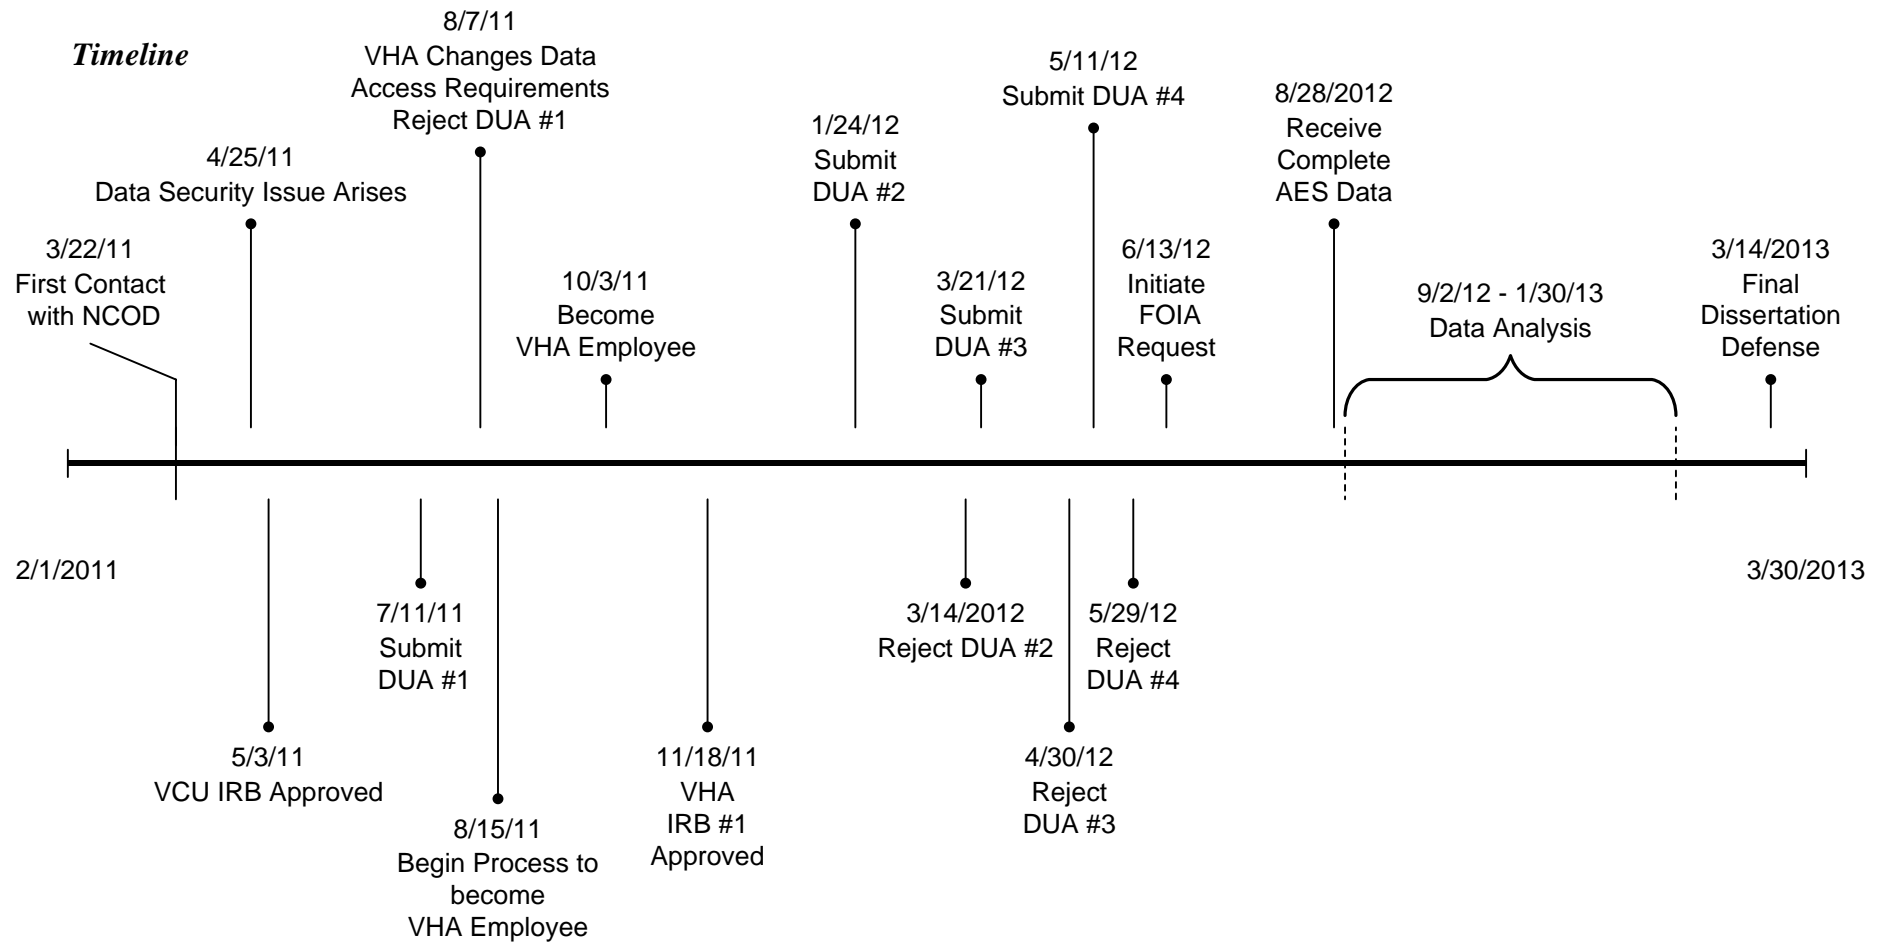 Timeline
8/7/11
VHA Changes Data
Access Requirements
Reject DUA #1
4/25/11
Data Security Issue Arises
3/22/11
First Contact
with NCOD
10/3/11
Become
VHA Employee
1/24/12
Submit
DUA #2
3/21/12
Submit
DUA #3
5/11/12
Submit DUA #4
6/13/12
Initiate
FOIA
Request
8/28/2012
Receive
Complete
AES Data
9/2/12 - 1/30/13
Data Analysis
3/14/2013
Final
Dissertation
Defense
2/1/2011
3/30/2013
5/3/11
VCU IRB Approved
7/11/11
Submit
DUA #1
8/15/11
Begin Process to
become
VHA Employee
11/18/11
VHA
IRB #1
Approved
3/14/2012
Reject DUA #2
4/30/12
Reject
DUA #3
5/29/12
Reject
DUA #4